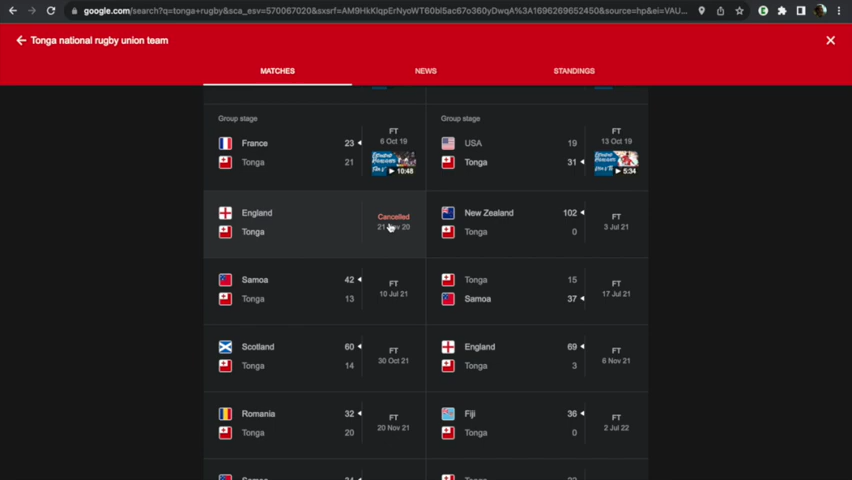 google.com/search?q=tonga+rugby&sca_esv=570067020&sxsrf=AM9HkKlqpErNyoWT60bl5ac67o360yDwqA%3A1696269652450&source=hp&ei=VAU...
Tonga national rugby union team
MATCHES NEWS STANDINGS
Group stage
France 23
Tonga 21
FT
6 Oct 19
10:48
Group stage
USA 19
Tonga 31
FT
13 Oct 19
5:34
England
Tonga
Cancelled
21 Nov 20
New Zealand 102
Tonga 0
FT
3 Jul 21
Samoa 42
Tonga 13
FT
10 Jul 21
Tonga 15
Samoa 37
FT
17 Jul 21
Scotland 60
Tonga 14
FT
30 Oct 21
England 69
Tonga 3
FT
6 Nov 21
Romania 32
Tonga 20
FT
20 Nov 21
Fiji 36
Tonga 0
FT
2 Jul 22